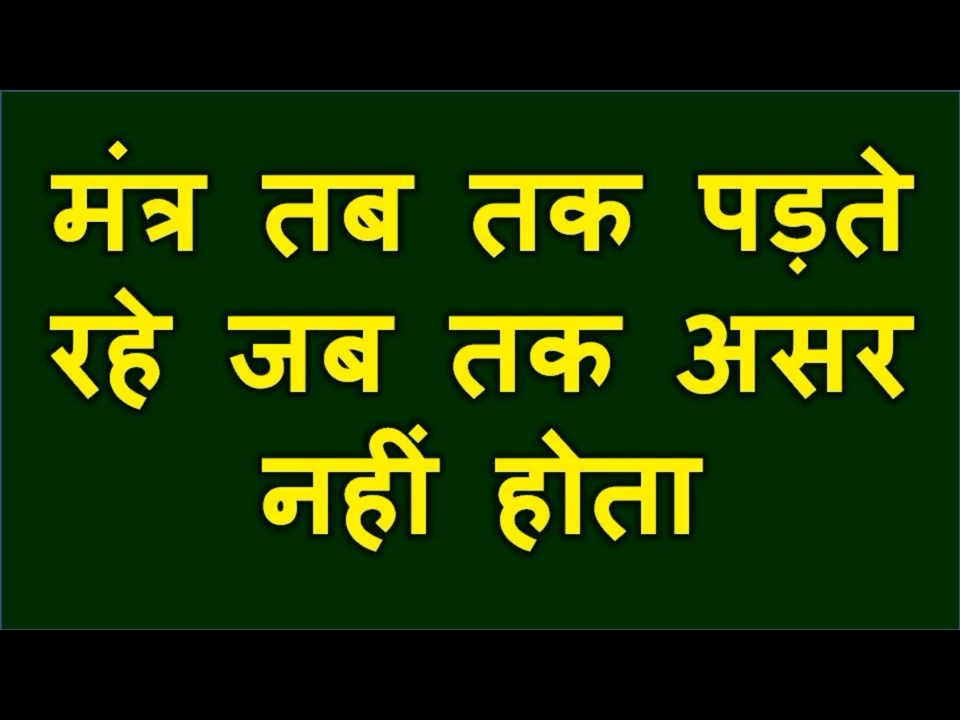 मंत्र तब तक पड़ते
रहे जब तक असर
नहीं होता